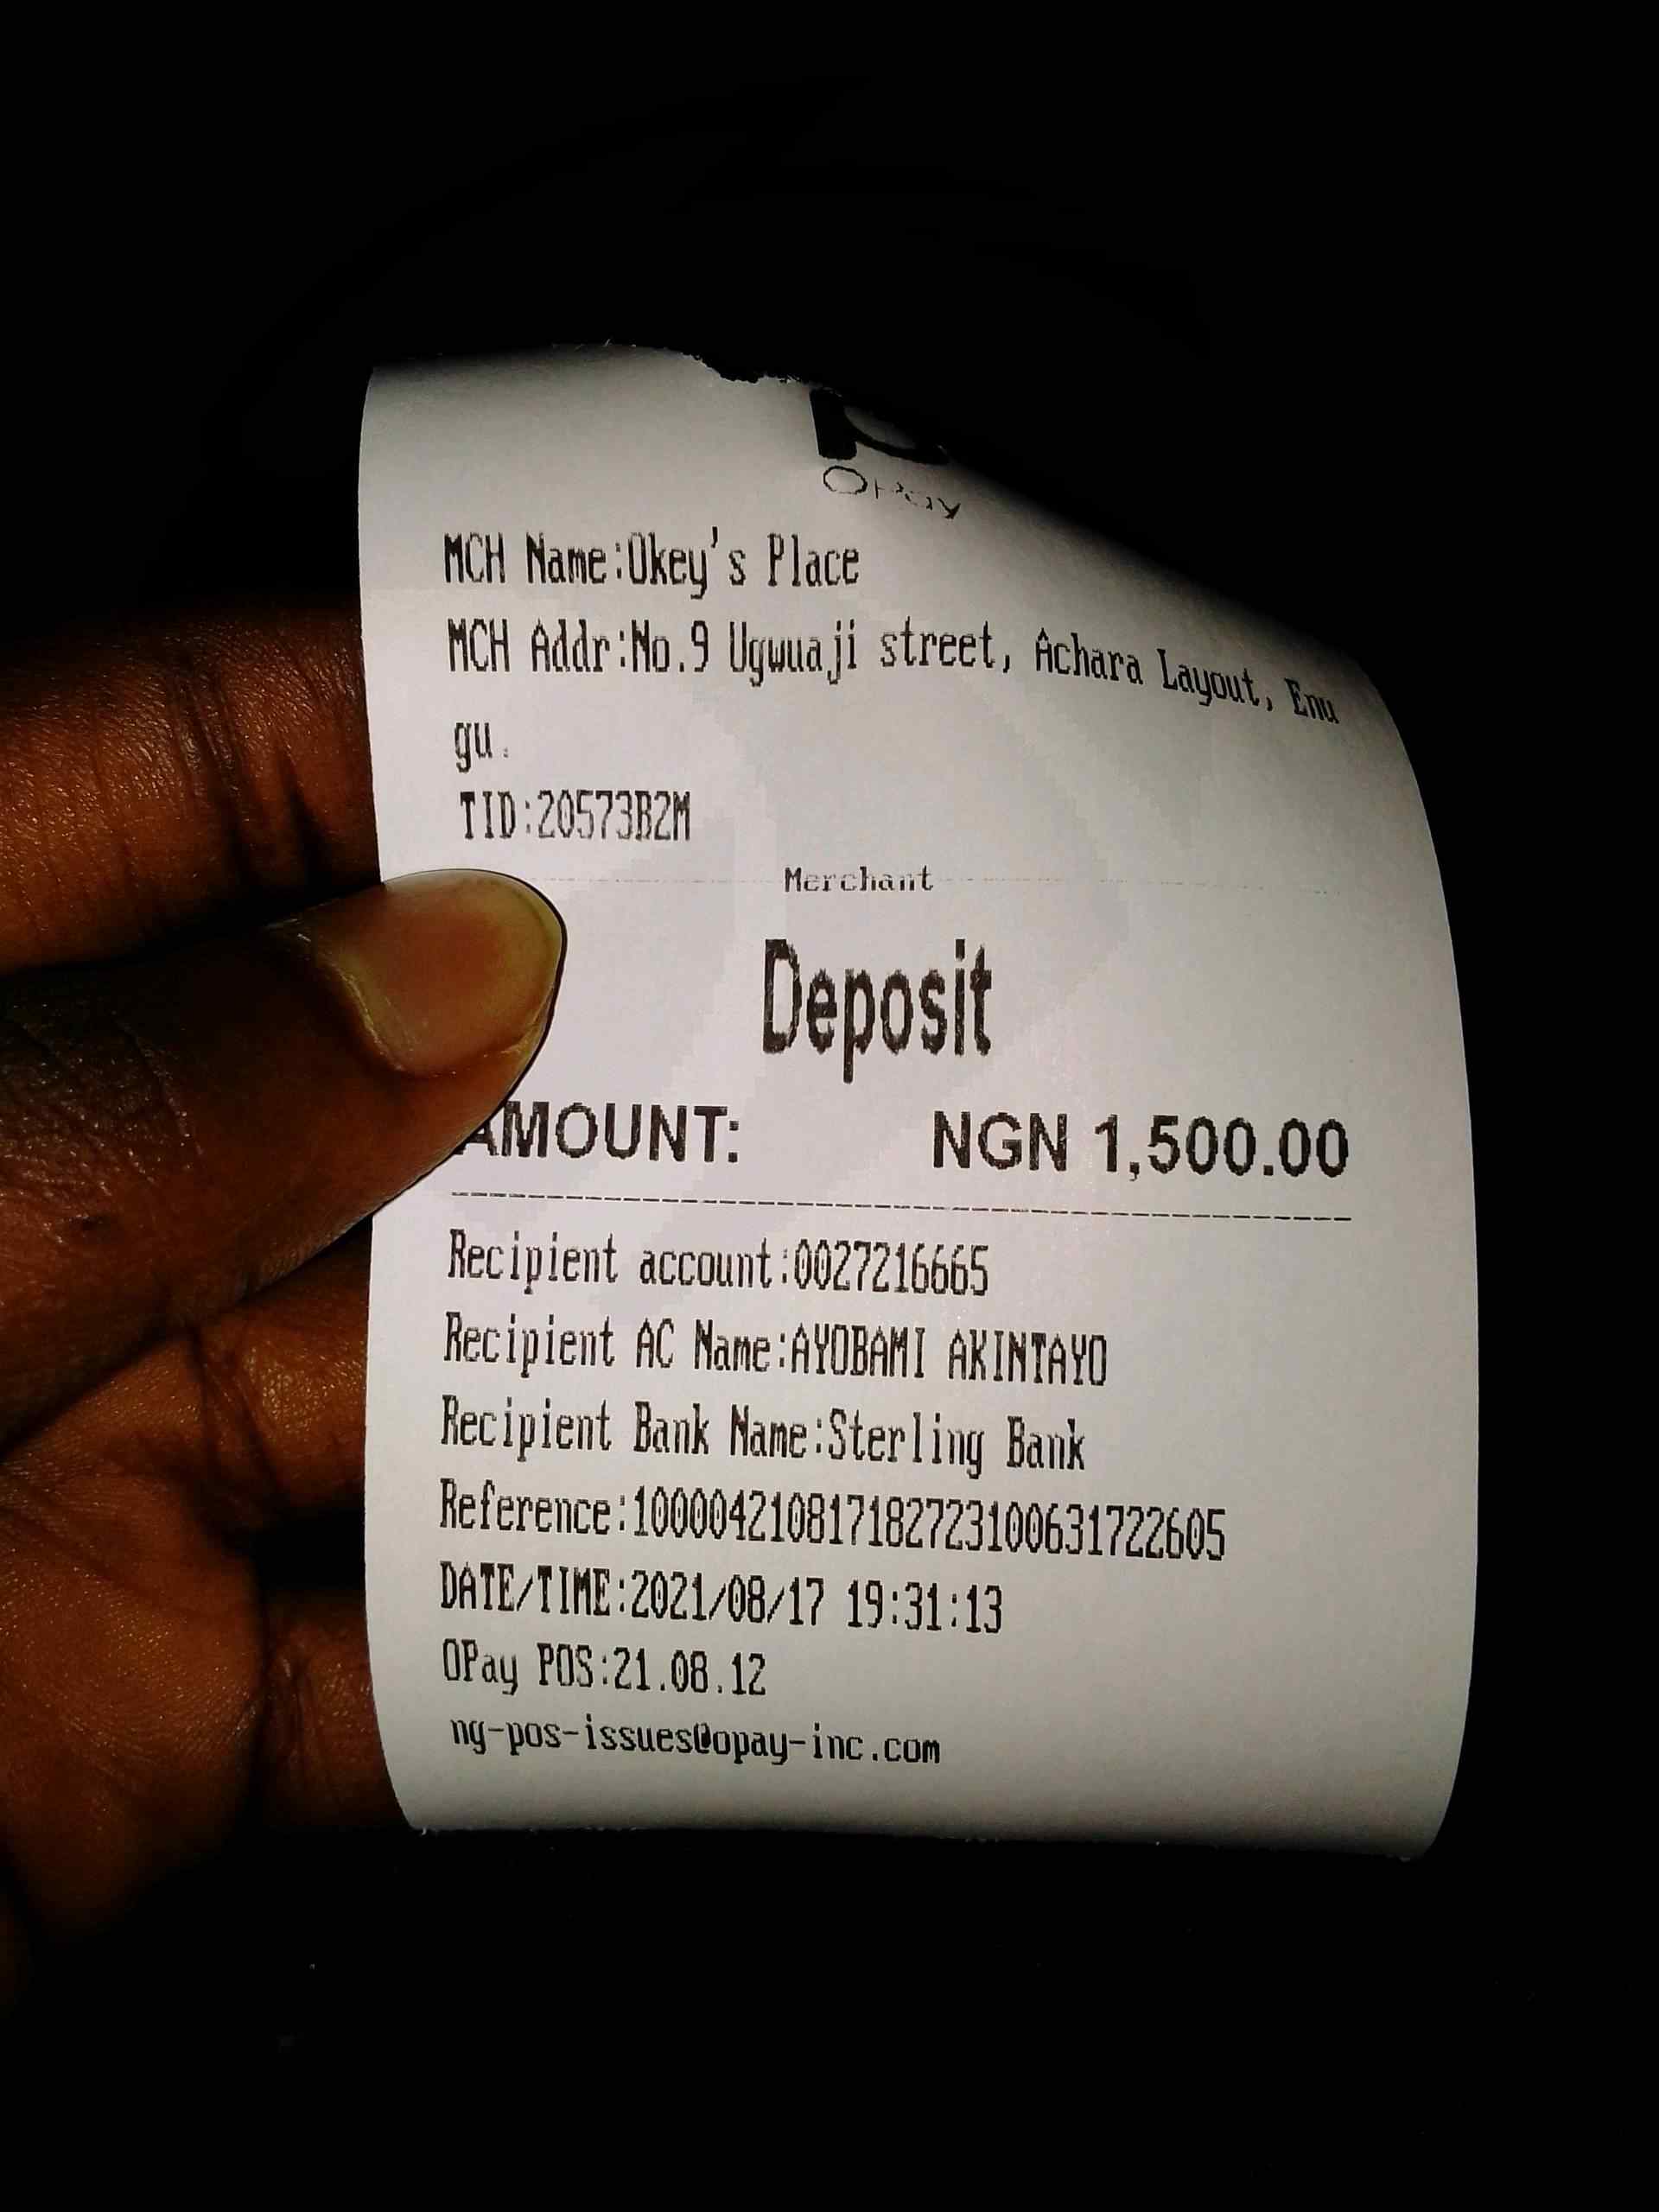 OPay
MCH Name:Okey's Place
MCH Addr:No.9 Ugwuaji street, Achara Layout, Enu
gu.
TID:20573B2M
Merchant
Deposit
AMOUNT: NGN 1,500.00
Recipient account:0027216665
Recipient AC Name:AYOBAMI AKINTAYO
Recipient Bank Name:Sterling Bank
Reference:100004210817182723100631722605
DATE/TIME:2021/08/17 19:31:13
OPay POS:21.08.12
ng-pos-issues@opay-inc.com